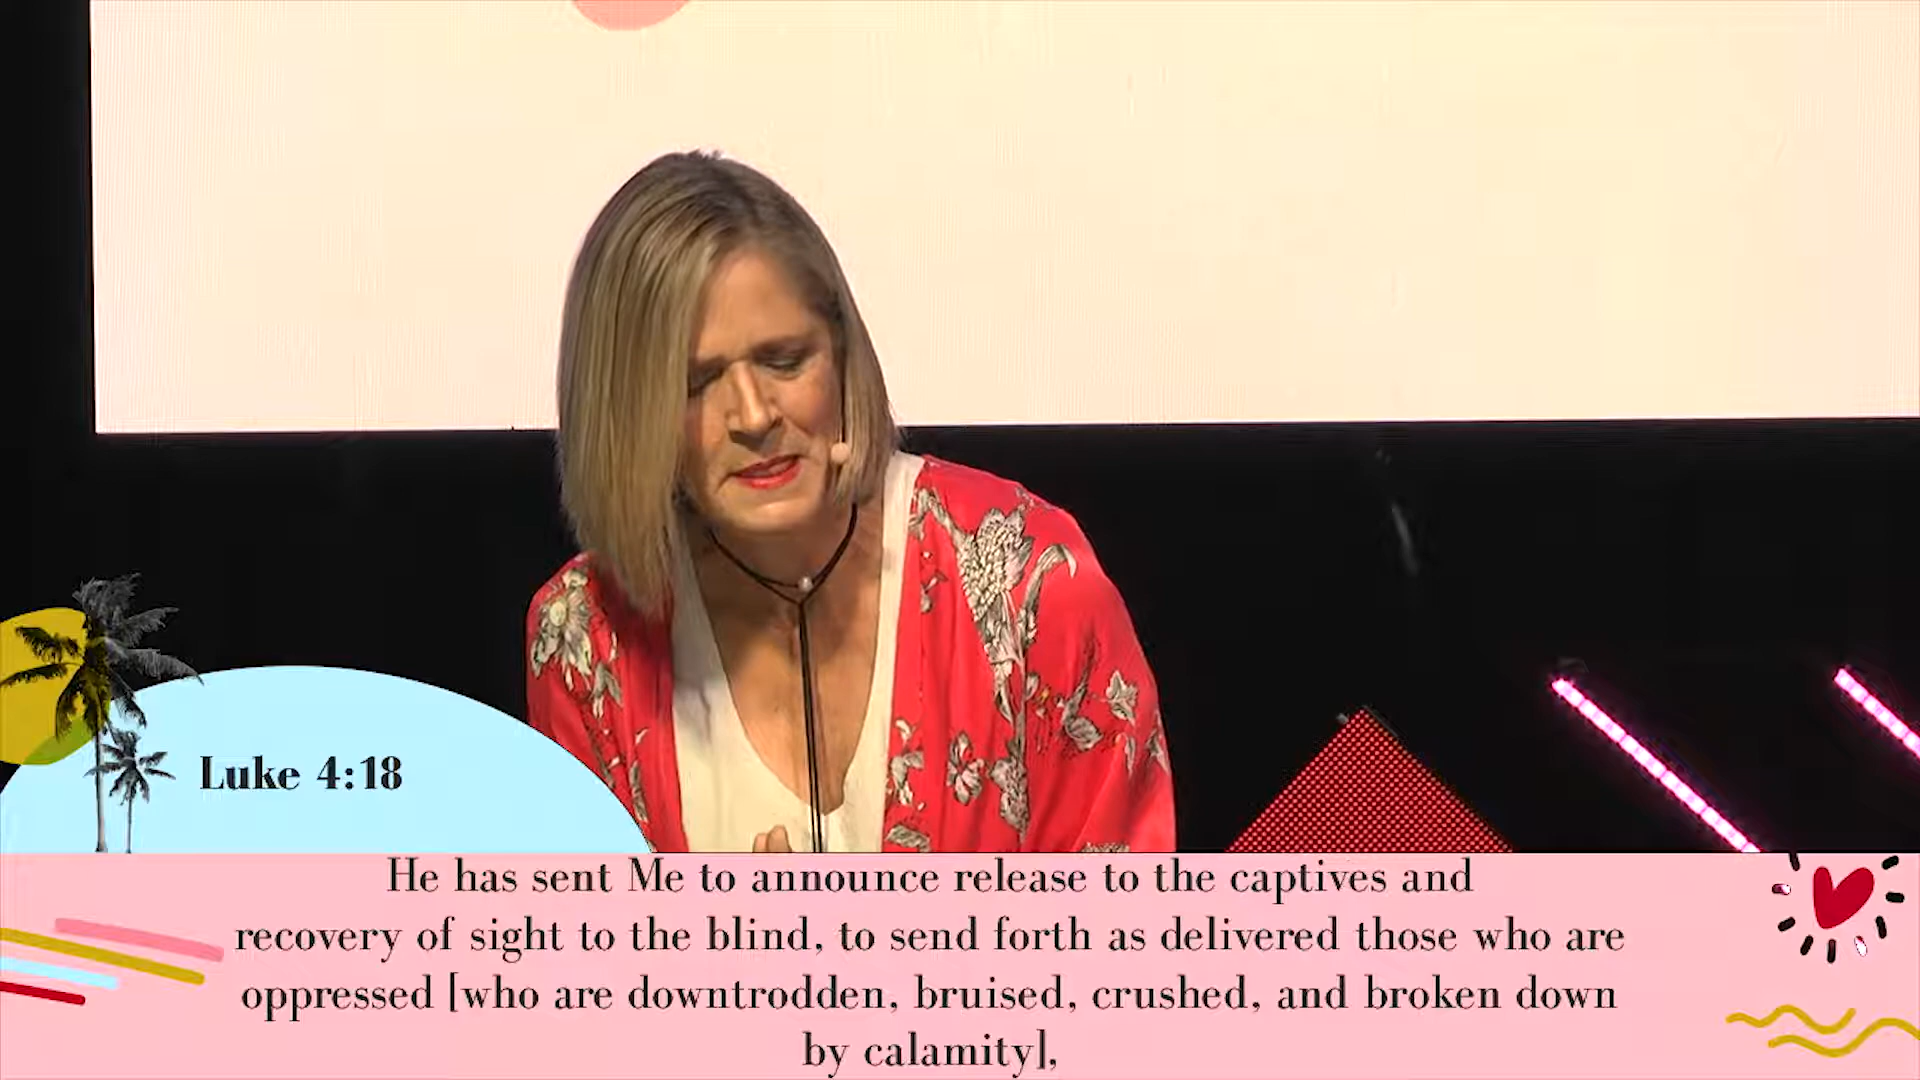 Luke 4:18
He has sent Me to announce release to the captives and
recovery of sight to the blind, to send forth as delivered those who are
oppressed [who are downtrodden, bruised, crushed, and broken down
by calamity],